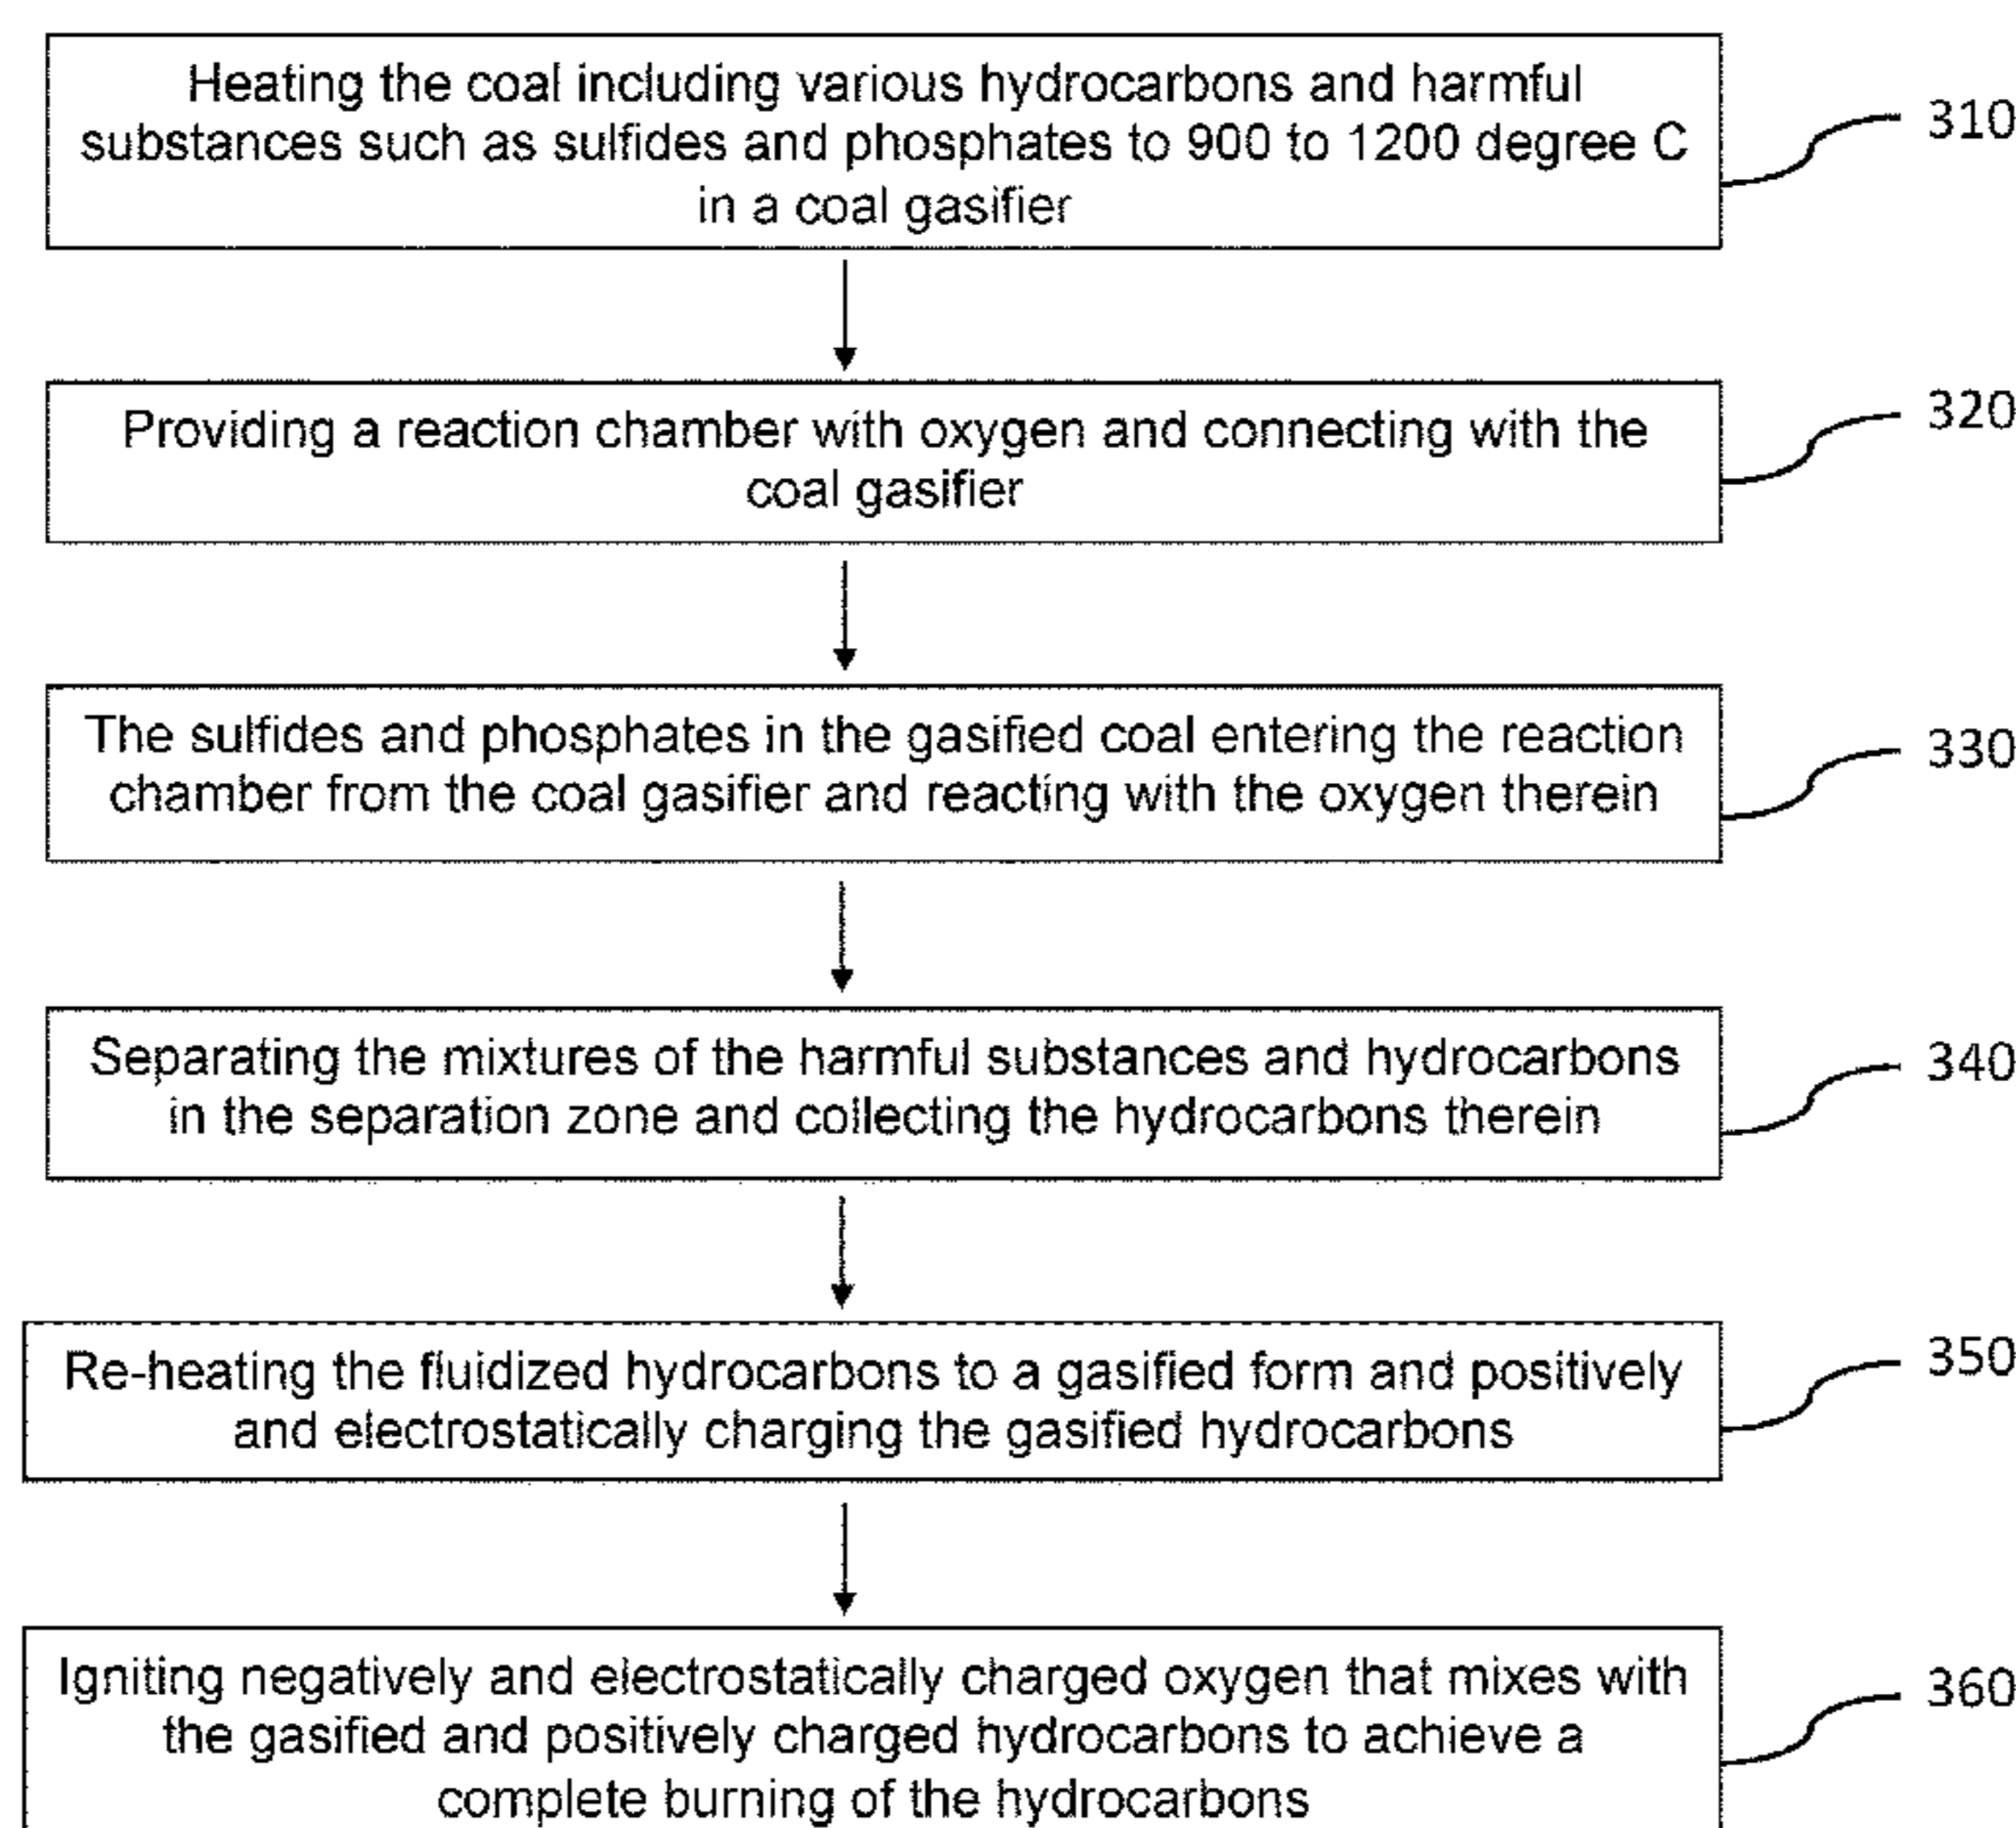 Heating the coal including various hydrocarbons and harmful
substances such as sulfides and phosphates to 900 to 1200 degree C
in a coal gasifier
310
Providing a reaction chamber with oxygen and connecting with the
coal gasifier
320
The sulfides and phosphates in the gasified coal entering the reaction
chamber from the coal gasifier and reacting with the oxygen therein
330
Separating the mixtures of the harmful substances and hydrocarbons
in the separation zone and collecting the hydrocarbons therein
340
Re-heating the fluidized hydrocarbons to a gasified form and positively
and electrostatically charging the gasified hydrocarbons
350
Igniting negatively and electrostatically charged oxygen that mixes with
the gasified and positively charged hydrocarbons to achieve a
complete burning of the hydrocarbons
360